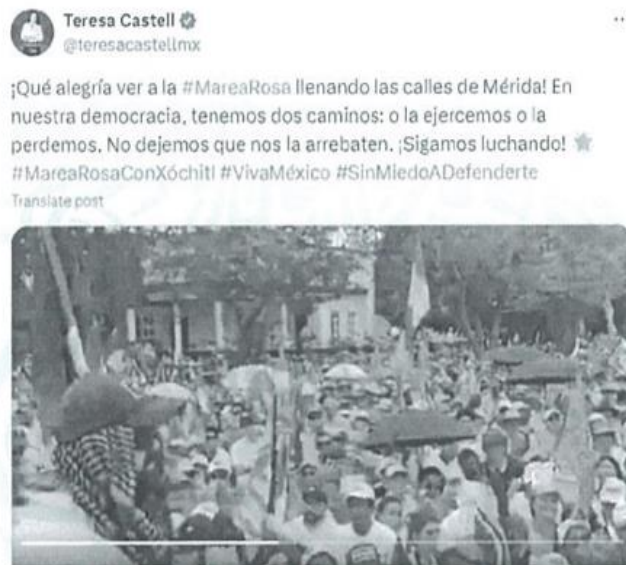 Teresa Castell
@teresacastellmx
¡Qué alegría ver a la #MareaRosa llenando las calles de Mérida! En
nuestra democracia, tenemos dos caminos: o la ejercemos o la
perdemos. No dejemos que nos la arrebaten. ¡Sigamos luchando!
#MareaRosaConXóchitl #VivaMéxico #SinMiedoADefenderte
Translate post